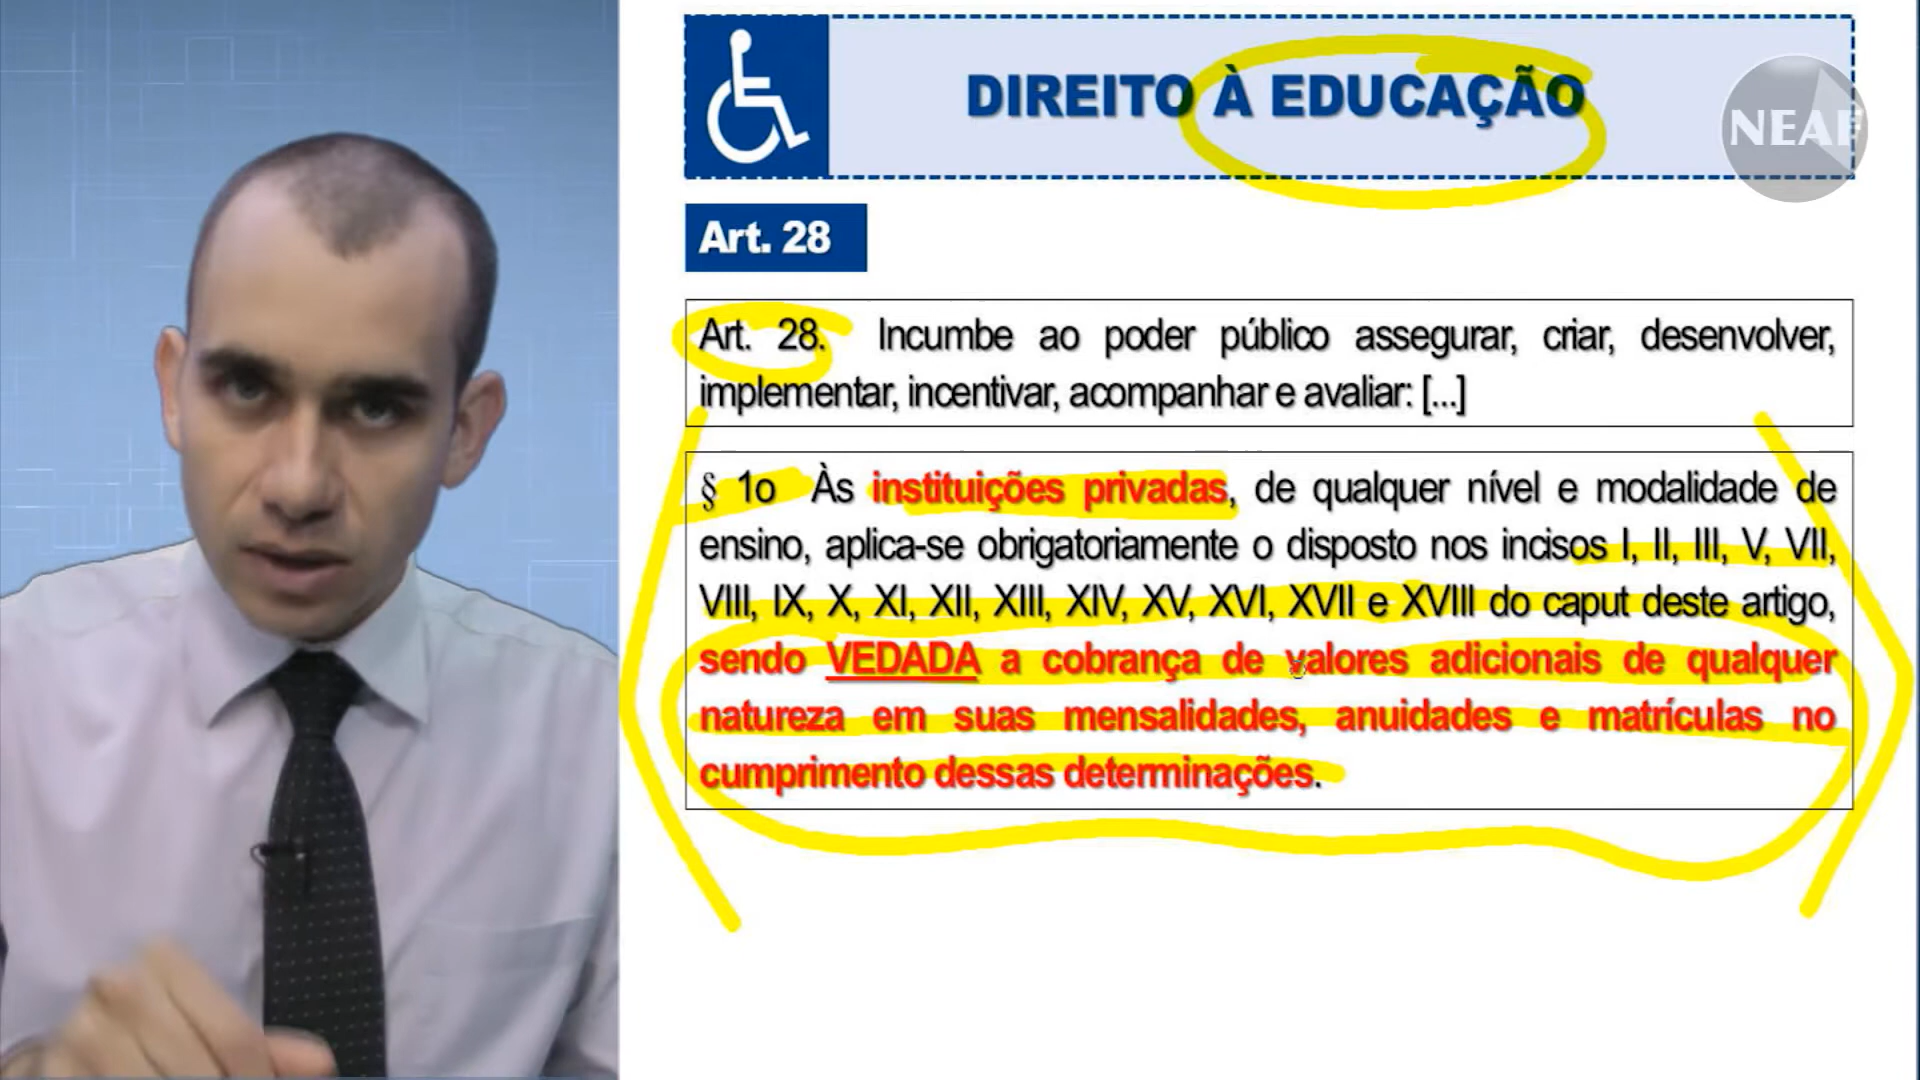 DIREITO À EDUCAÇÃO
NEAF
Art. 28
Art. 28. Incumbe ao poder público assegurar, criar, desenvolver,
implementar, incentivar, acompanhar e avaliar: [...]
§ 1o Às instituições privadas, de qualquer nível e modalidade de
ensino, aplica-se obrigatoriamente o disposto nos incisos I, II, III, V, VII,
VIII, IX, X, XI, XII, XIII, XIV, XV, XVI, XVII e XVIII do caput deste artigo,
sendo VEDADA a cobrança de valores adicionais de qualquer
natureza em suas mensalidades, anuidades e matrículas no
cumprimento dessas determinações.